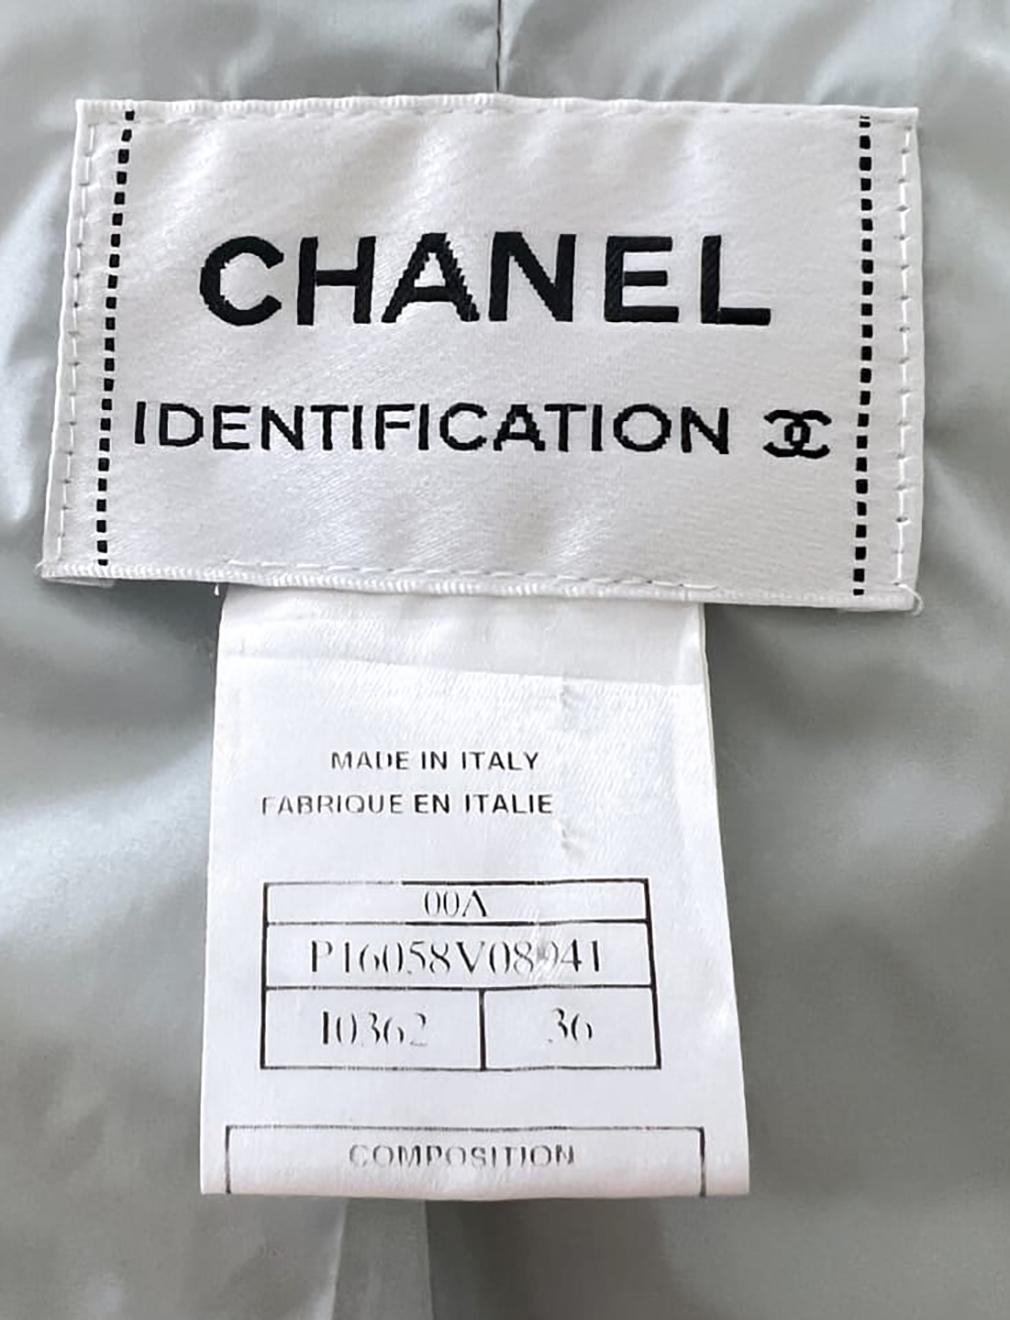 CHANEL
IDENTIFICATION
MADE IN ITALY
FABRIQUE EN ITALIE
00A
P16058V08941
10362
36
COMPOSITION